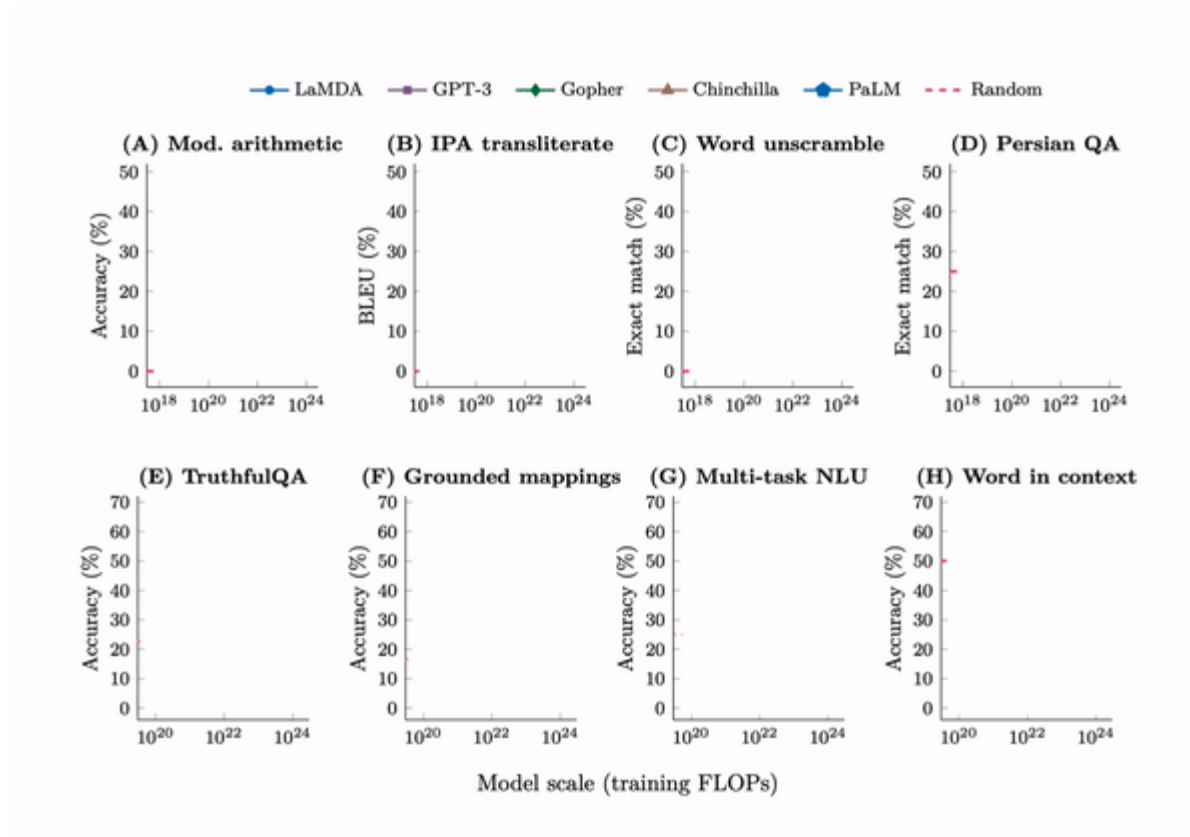 LaMDA GPT-3 Gopher Chinchilla PaLM Random
(A) Mod. arithmetic (B) IPA transliterate (C) Word unscramble (D) Persian QA
Accuracy (%)
50
40
30
20
10
0
10¹⁸ 10²⁰ 10²² 10²⁴
BLEU (%)
50
40
30
20
10
0
10¹⁸ 10²⁰ 10²² 10²⁴
Exact match (%)
50
40
30
20
10
0
10¹⁸ 10²⁰ 10²² 10²⁴
Exact match (%)
50
40
30
20
10
0
10¹⁸ 10²⁰ 10²² 10²⁴
(E) TruthfulQA (F) Grounded mappings (G) Multi-task NLU (H) Word in context
Accuracy (%)
70
60
50
40
30
20
10
0
10²⁰ 10²² 10²⁴
Accuracy (%)
70
60
50
40
30
20
10
0
10²⁰ 10²² 10²⁴
Accuracy (%)
70
60
50
40
30
20
10
0
10²⁰ 10²² 10²⁴
Accuracy (%)
70
60
50
40
30
20
10
0
10²⁰ 10²² 10²⁴
Model scale (training FLOPs)